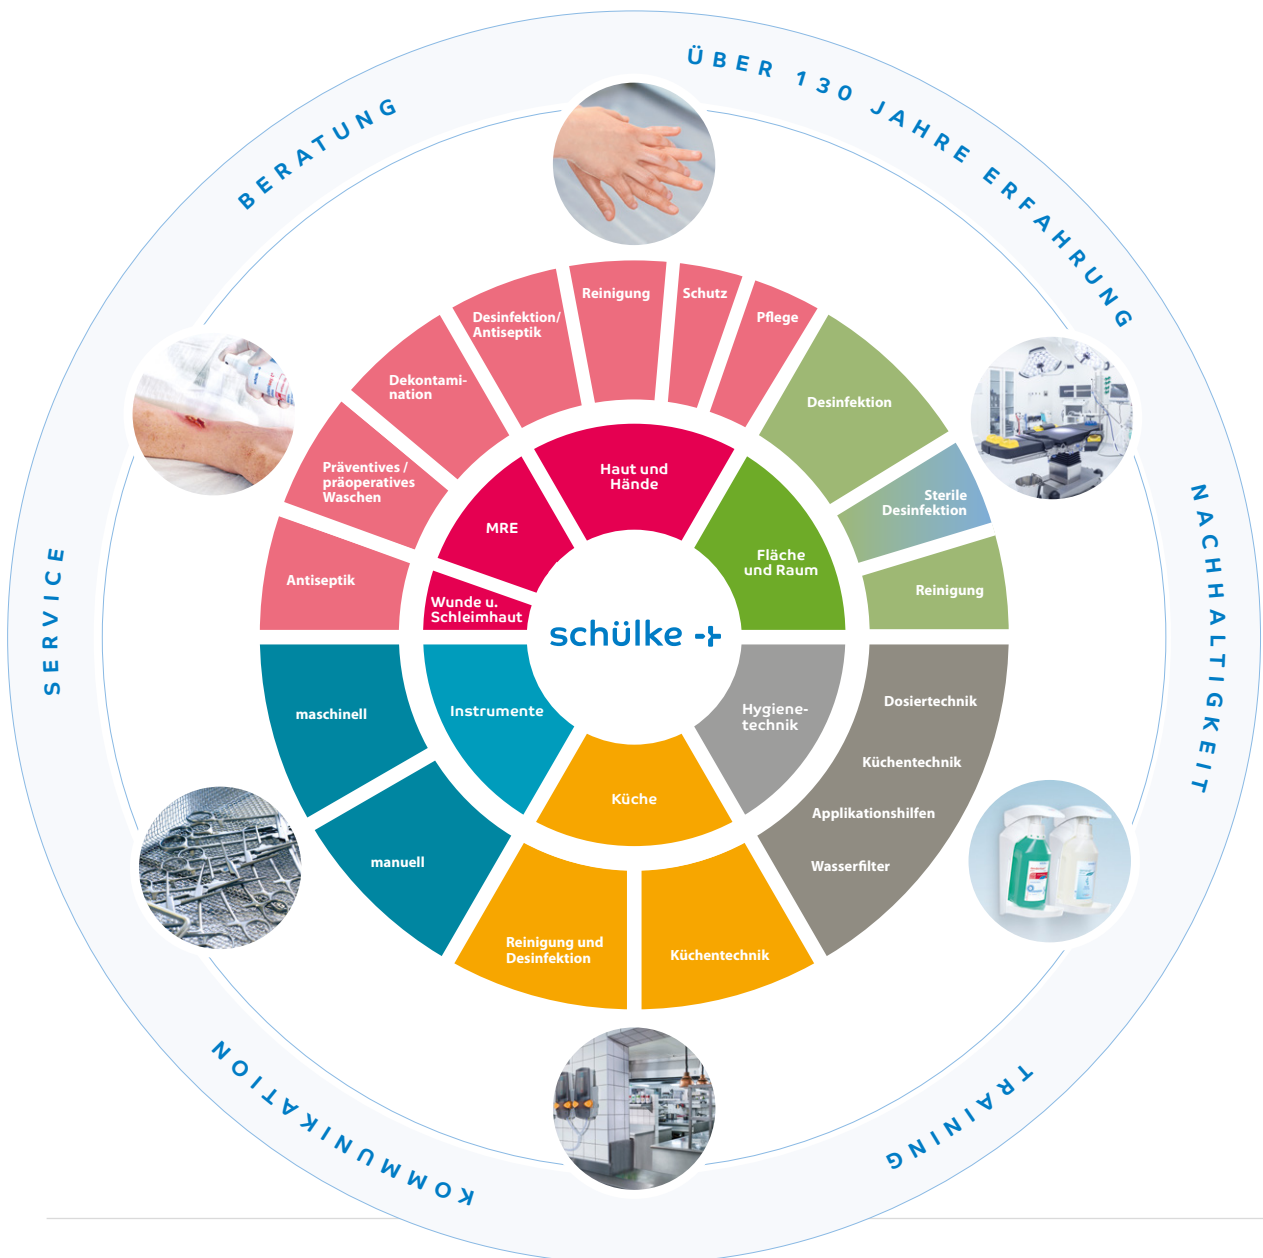 ÜBER 130 JAHRE ERFAHRUNG
BERATUNG
NACHHALTIGKEIT
SERVICE
TRAINING
KOMMUNIKATION
Reinigung
Schutz
Pflege
Desinfektion/
Antiseptik
Dekontami-
nation
Präventives /
präoperatives
Waschen
Antiseptik
Desinfektion
Sterile
Desinfektion
Reinigung
Haut und
Hände
MRE
Wunde u.
Schleimhaut
Fläche
und Raum
schülke
Instrumente
Hygiene-
technik
Küche
maschinell
manuell
Dosiertechnik
Küchentechnik
Applikationshilfen
Wasserfilter
Reinigung und
Desinfektion
Küchentechnik